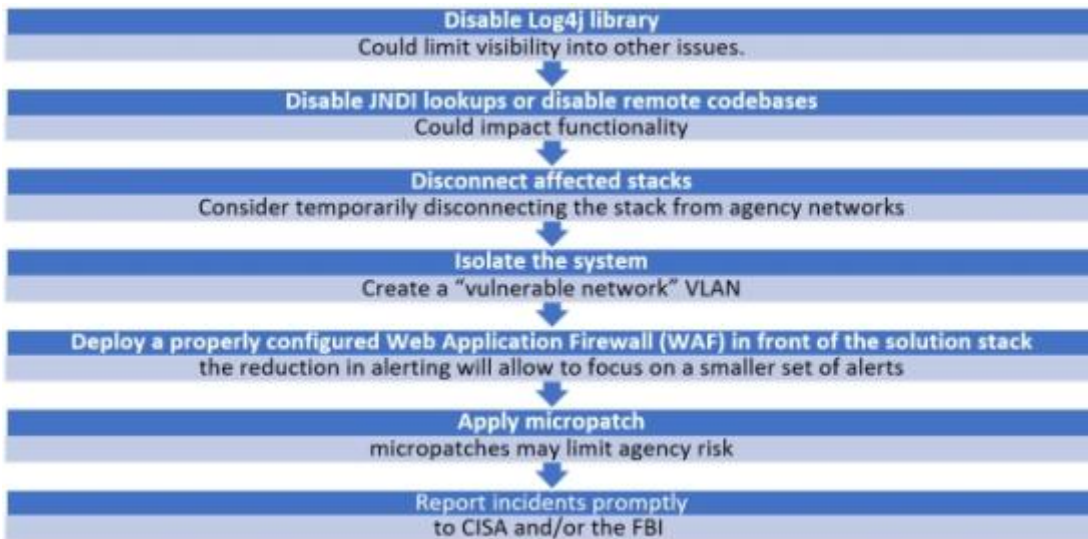 Disable Log4j library
Could limit visibility into other issues.
Disable JNDI lookups or disable remote codebases
Could impact functionality
Disconnect affected stacks
Consider temporarily disconnecting the stack from agency networks
Isolate the system
Create a “vulnerable network” VLAN
Deploy a properly configured Web Application Firewall (WAF) in front of the solution stack
the reduction in alerting will allow to focus on a smaller set of alerts
Apply micropatch
micropatches may limit agency risk
Report incidents promptly
to CISA and/or the FBI